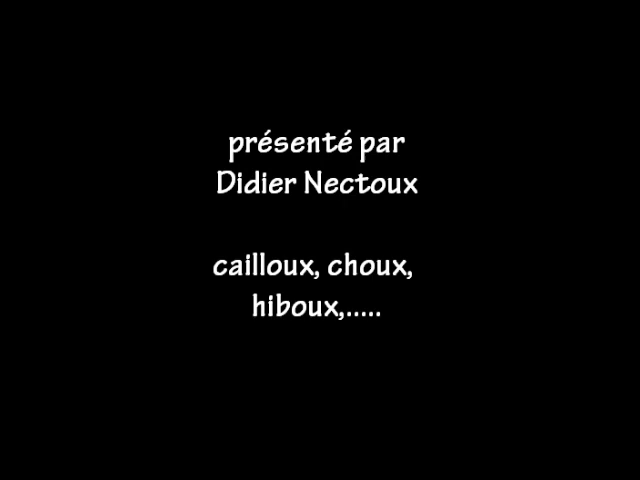 présenté par
Didier Nectoux
cailloux, choux,
hiboux,.....